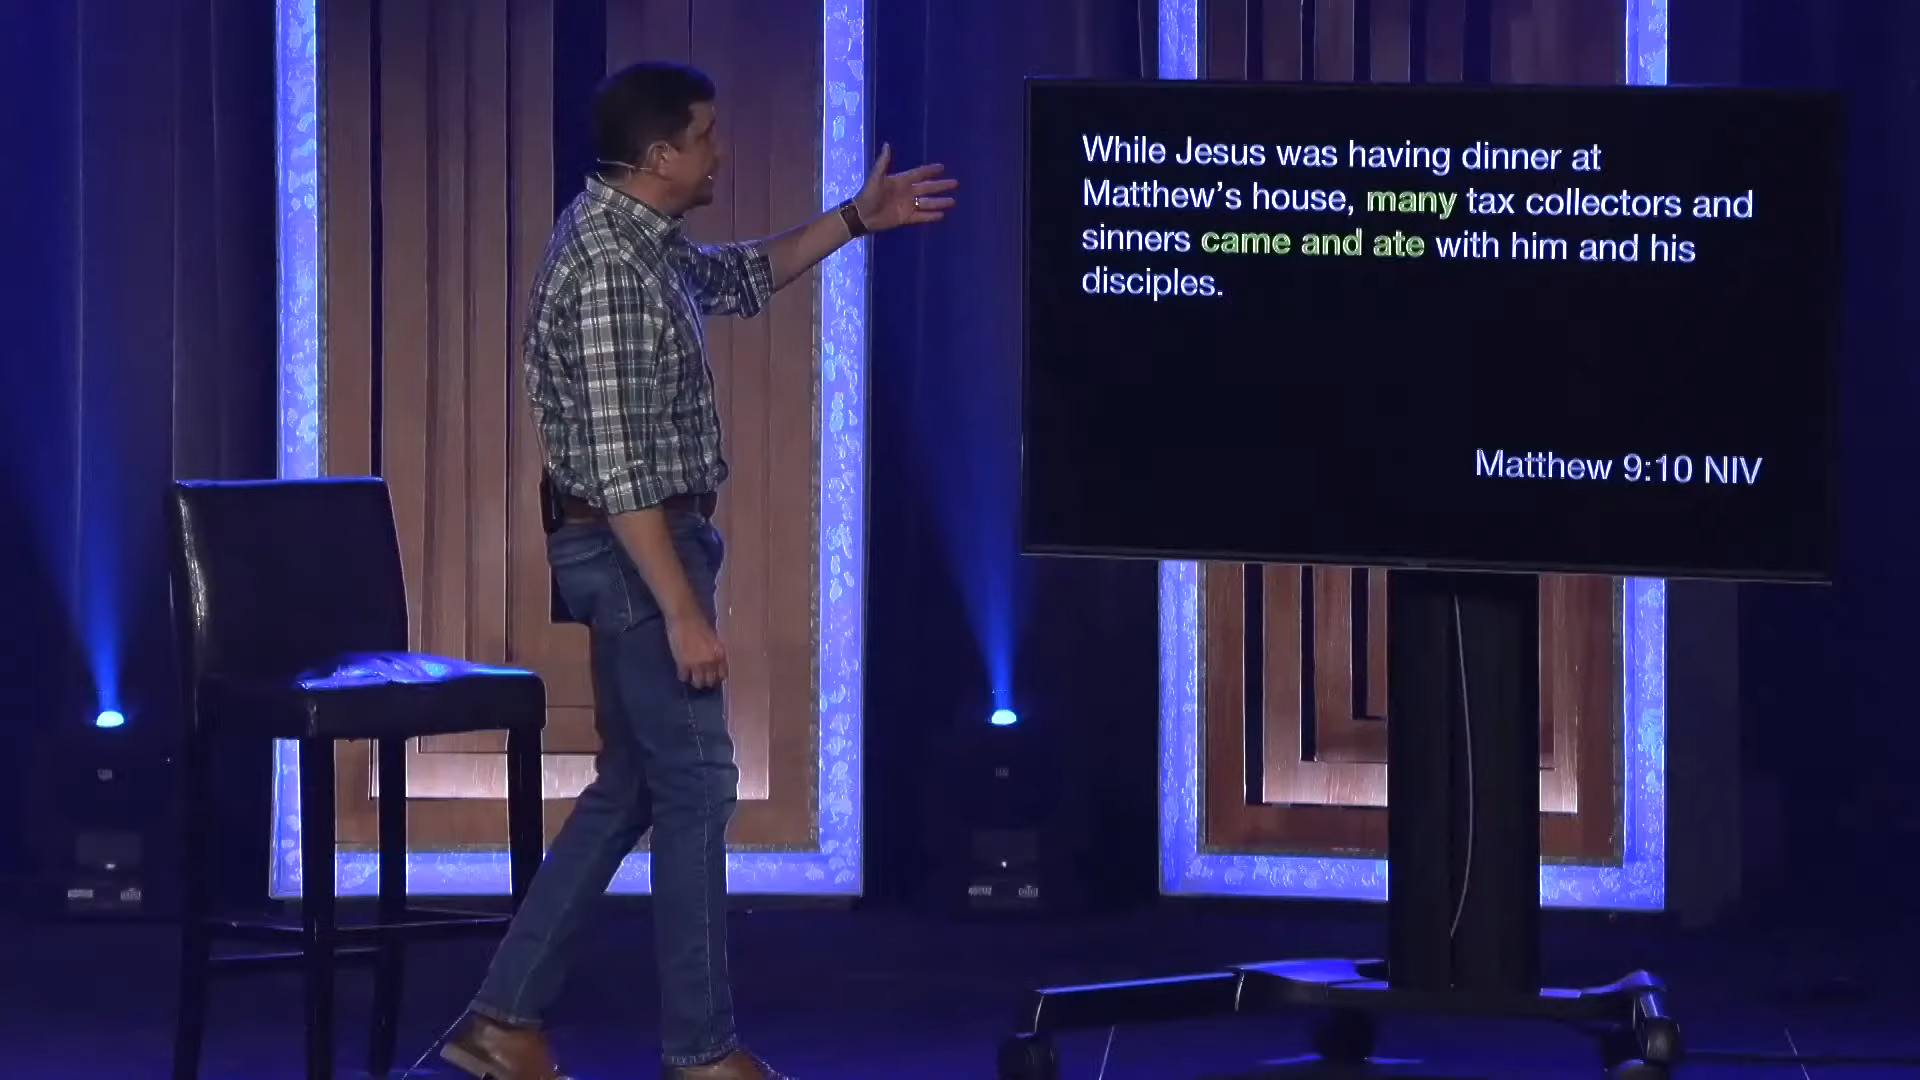 While Jesus was having dinner at
Matthew's house, many tax collectors and
sinners came and ate with him and his
disciples.
Matthew 9:10 NIV